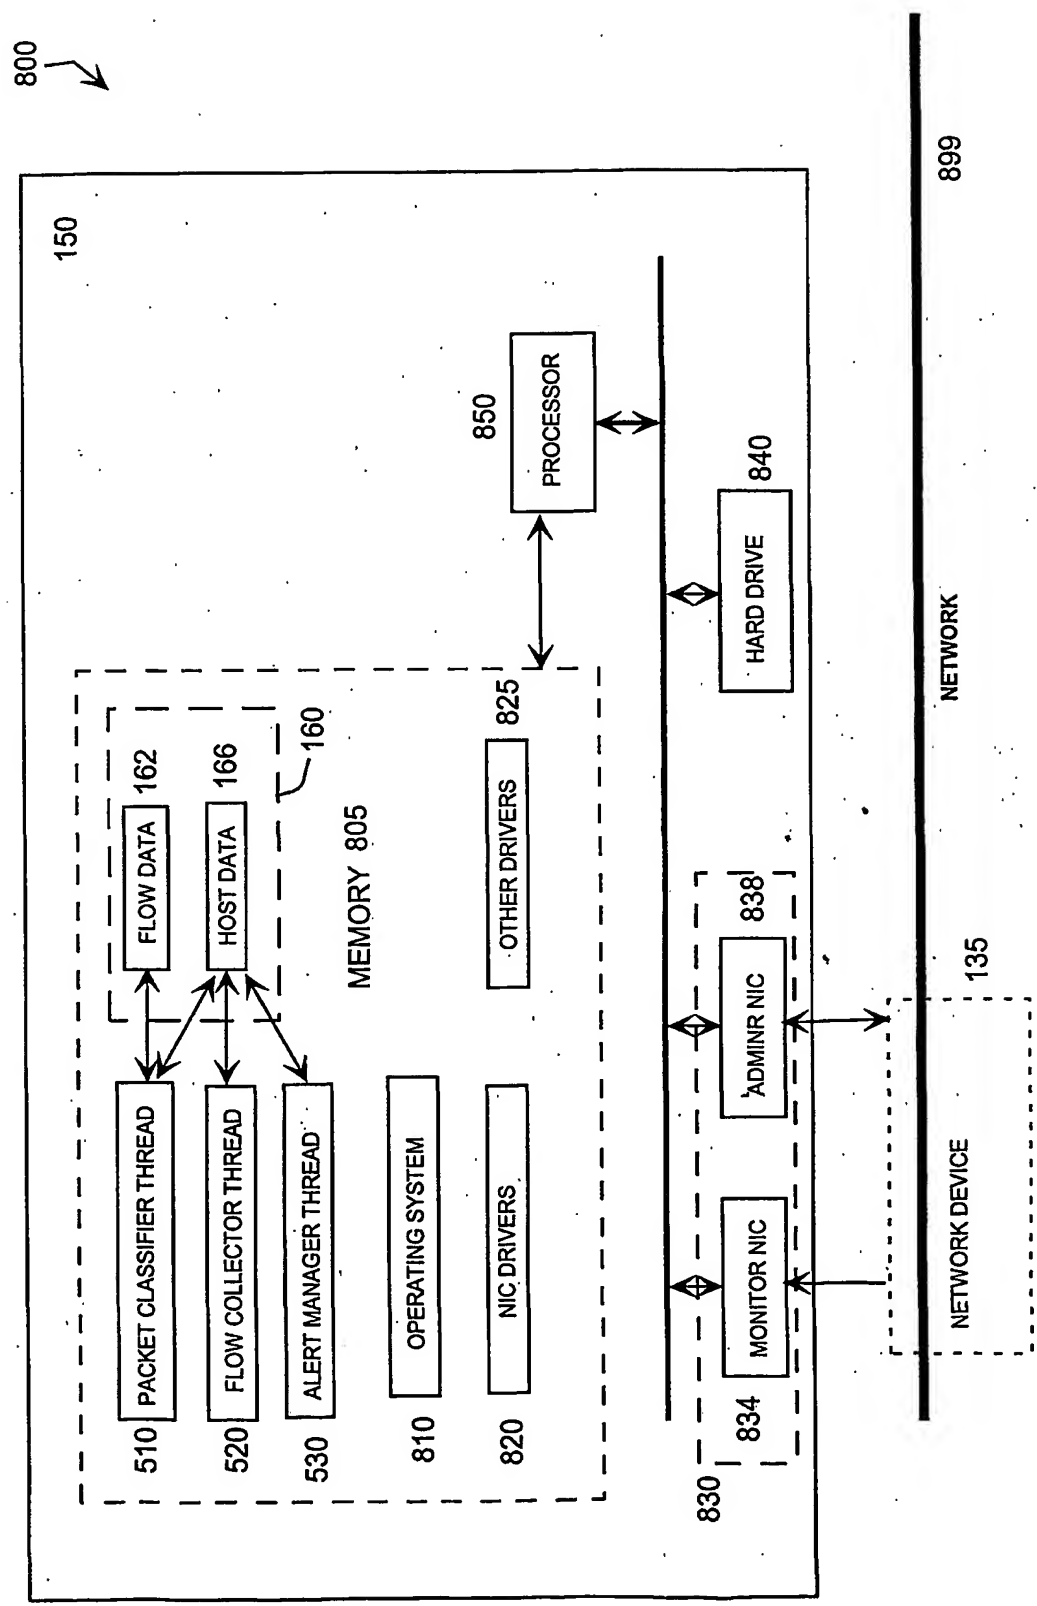 800
150
510
PACKET CLASSIFIER THREAD
FLOW DATA
162
520
FLOW COLLECTOR THREAD
HOST DATA
166
530
ALERT MANAGER THREAD
160
MEMORY 805
810
OPERATING SYSTEM
820
NIC DRIVERS
OTHER DRIVERS
825
850
PROCESSOR
830
834
MONITOR NIC
ADMINR NIC
838
HARD DRIVE
840
NETWORK DEVICE
135
NETWORK
899